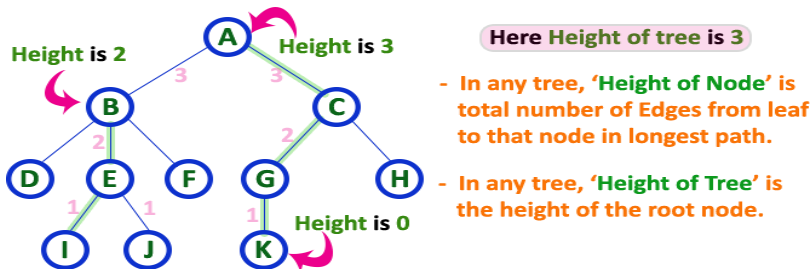 A
Height is 3
Height is 2
3
3
B
C
2
2
D
E
F
G
H
1
1
1
Height is 0
I
J
K
Here Height of tree is 3
- In any tree, ‘Height of Node’ is
total number of Edges from leaf
to that node in longest path.
- In any tree, ‘Height of Tree’ is
the height of the root node.